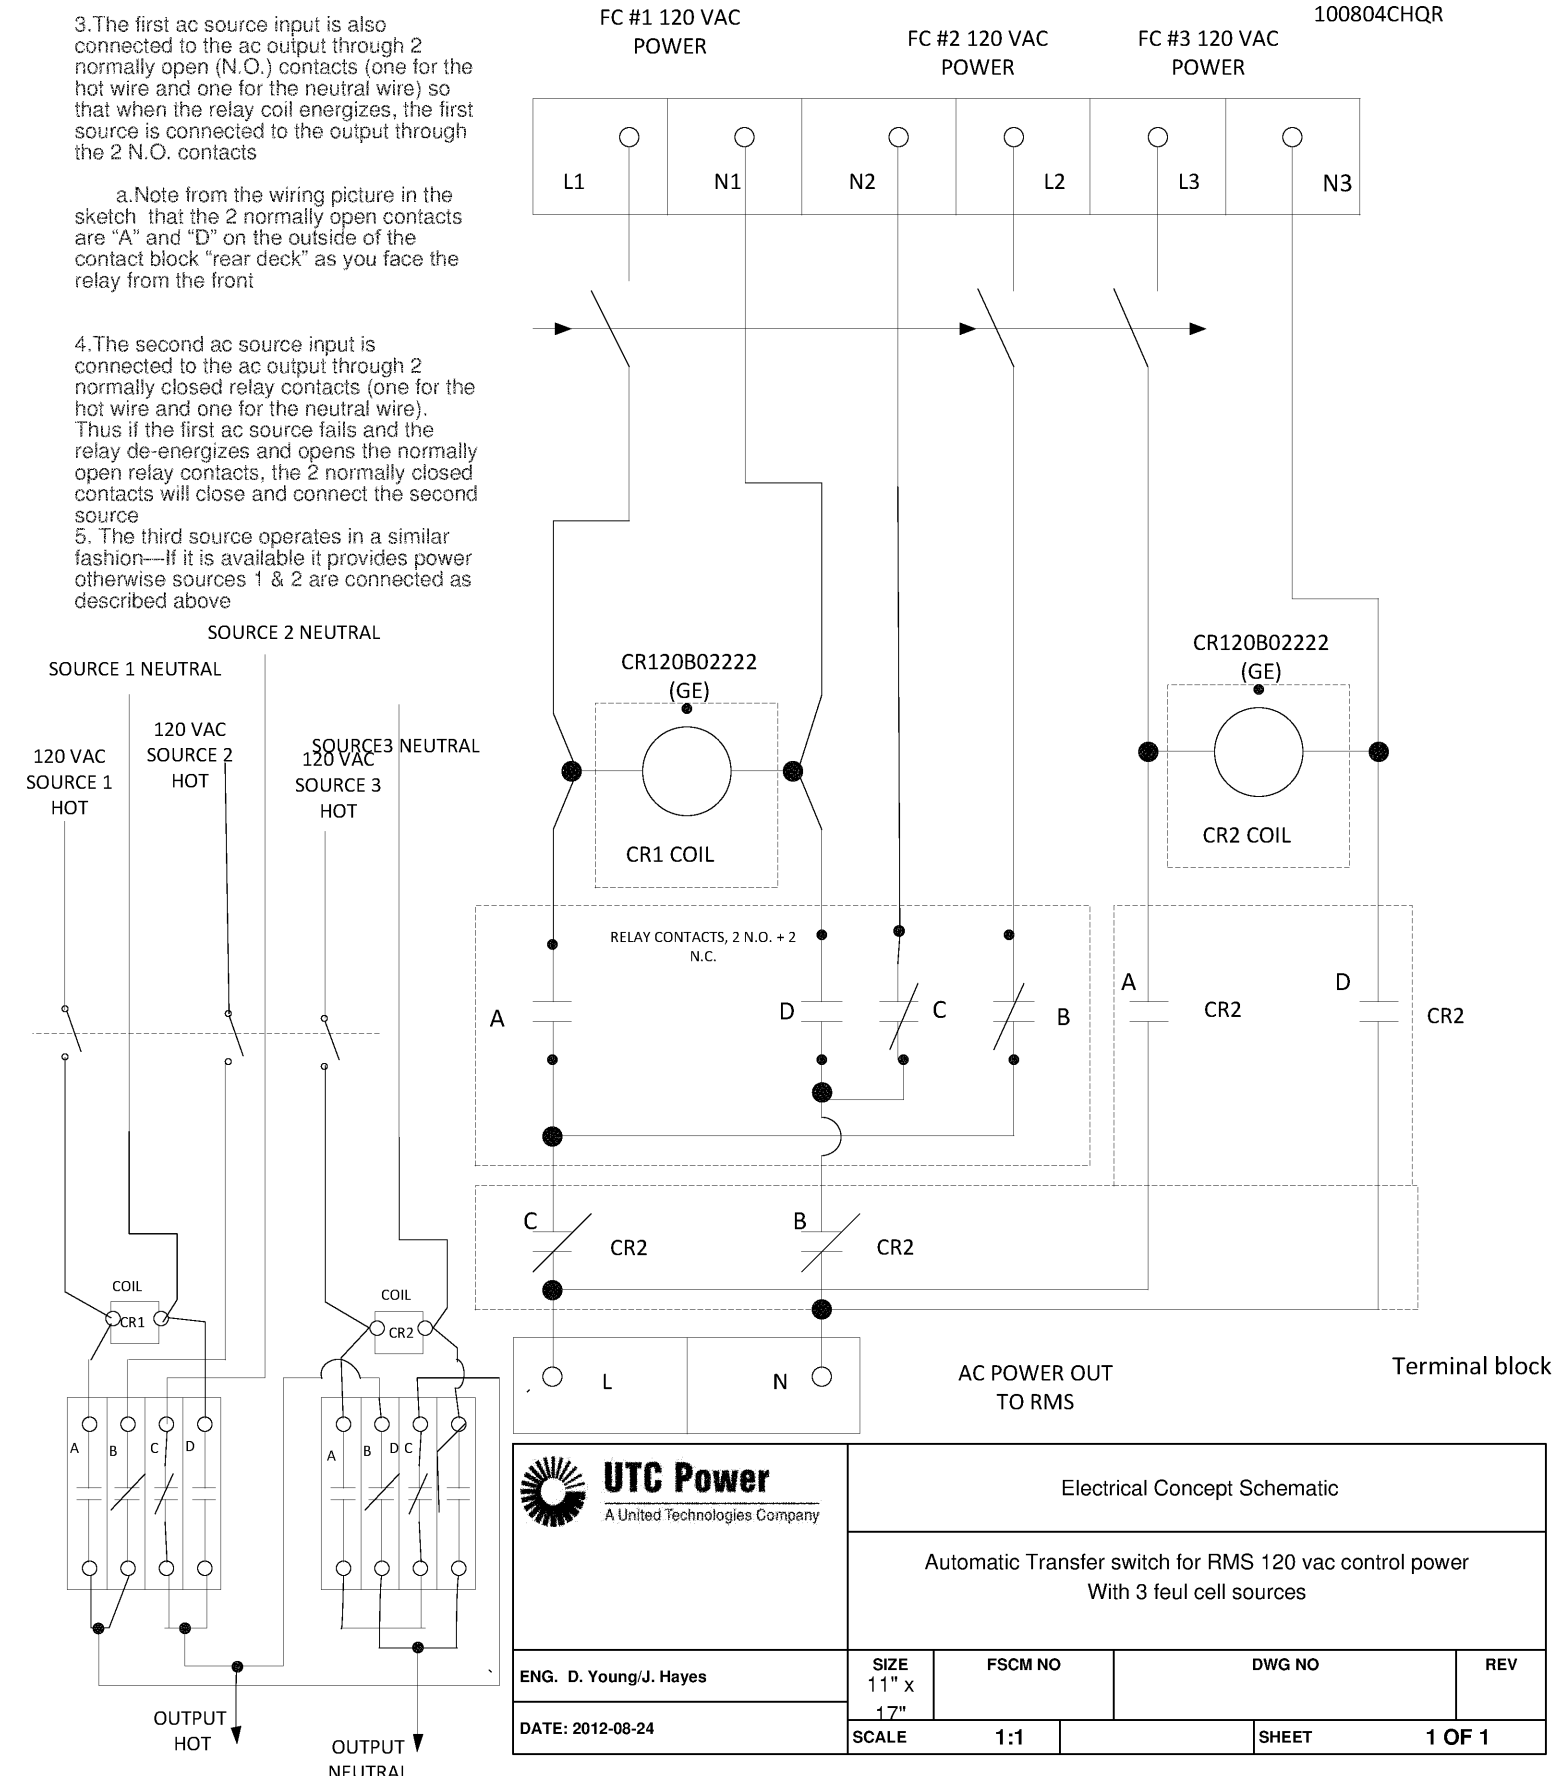 3.The first ac source input is also
connected to the ac output through 2
normally open (N.O.) contacts (one for the
hot wire and one for the neutral wire) so
that when the relay coil energizes, the first
source is connected to the output through
the 2 N.O. contacts
a.Note from the wiring picture in the
sketch that the 2 normally open contacts
are “A” and “D” on the outside of the
contact block “rear deck” as you face the
relay from the front
4.The second ac source input is
connected to the ac output through 2
normally closed relay contacts (one for the
hot wire and one for the neutral wire).
Thus if the first ac source fails and the
relay de-energizes and opens the normally
open relay contacts, the 2 normally closed
contacts will close and connect the second
source
5. The third source operates in a similar
fashion—If it is available it provides power
otherwise sources 1 & 2 are connected as
described above
FC #1 120 VAC
POWER
FC #2 120 VAC
POWER
FC #3 120 VAC
POWER
100804CHQR
L1
N1
N2
L2
L3
N3
CR120B02222
(GE)
CR1 COIL
CR120B02222
(GE)
CR2 COIL
RELAY CONTACTS, 2 N.O. + 2
N.C.
A
D
C
B
A
CR2
D
CR2
C
CR2
B
CR2
L
N
AC POWER OUT
TO RMS
Terminal block
SOURCE 2 NEUTRAL
SOURCE 1 NEUTRAL
120 VAC
SOURCE 2
HOT
SOURCE3 NEUTRAL
120 VAC
SOURCE 1
HOT
120 VAC
SOURCE 3
HOT
COIL
CR1
COIL
CR2
A
B
C
D
A
B
D
C
OUTPUT
HOT
OUTPUT
NEUTRAL
UTC Power
A United Technologies Company
Electrical Concept Schematic
Automatic Transfer switch for RMS 120 vac control power
With 3 feul cell sources
ENG. D. Young/J. Hayes
DATE: 2012-08-24
SIZE
11" x
17"
FSCM NO
DWG NO
REV
SCALE
1:1
SHEET
1 OF 1